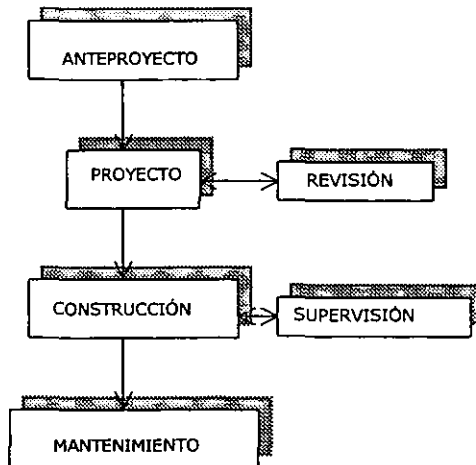 ANTEPROYECTO
PROYECTO
REVISIÓN
CONSTRUCCIÓN
SUPERVISIÓN
MANTENIMIENTO